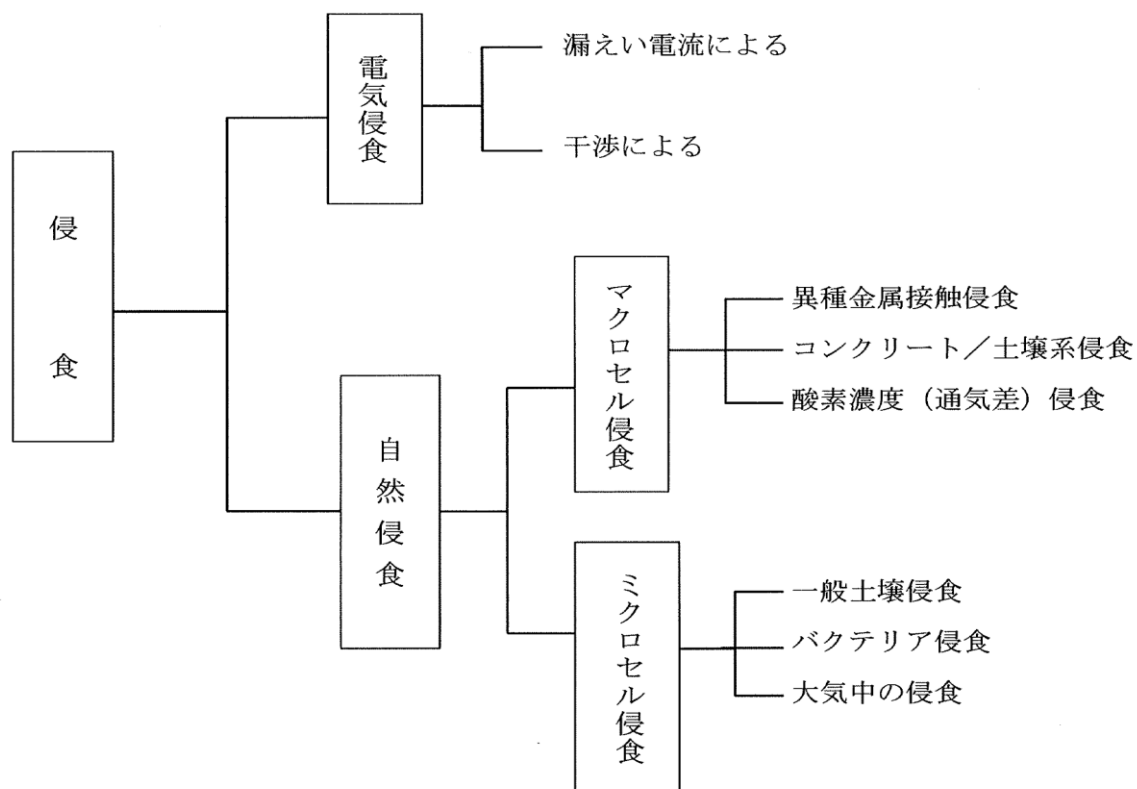 侵食
電気侵食
漏えい電流による
干渉による
自然侵食
マクロセル侵食
異種金属接触侵食
コンクリート／土壌系侵食
酸素濃度（通気差）侵食
ミクロセル侵食
一般土壌侵食
バクテリア侵食
大気中の侵食